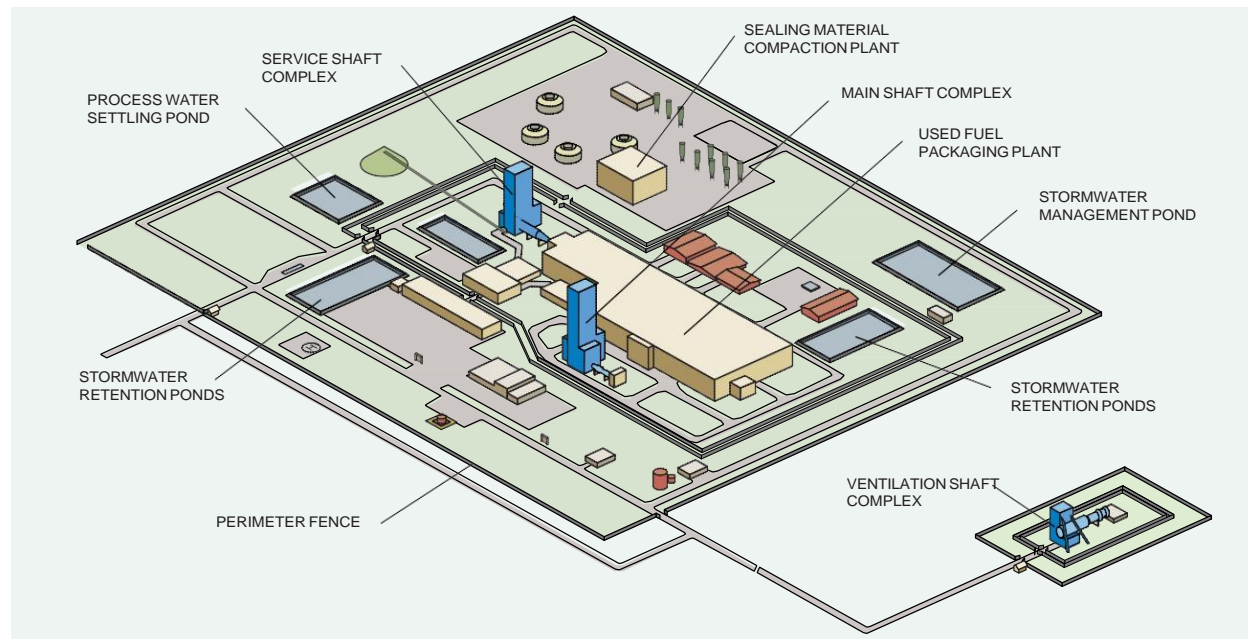 SEALING MATERIAL
COMPACTION PLANT
SERVICE SHAFT
COMPLEX
MAIN SHAFT COMPLEX
PROCESS WATER
SETTLING POND
USED FUEL
PACKAGING PLANT
STORMWATER
MANAGEMENT POND
STORMWATER
RETENTION PONDS
STORMWATER
RETENTION PONDS
VENTILATION SHAFT
COMPLEX
PERIMETER FENCE
H